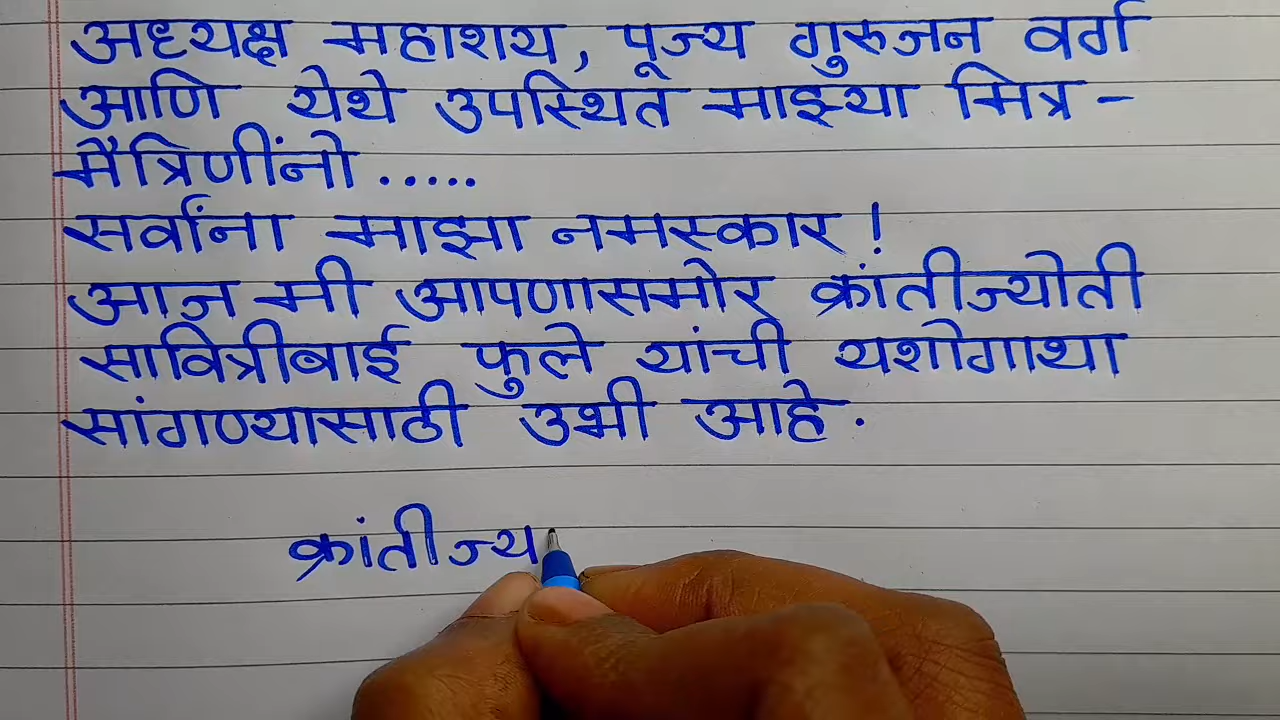 अध्यक्ष महाशय, पूज्य गुरुजन वर्ग
आणि येथे उपस्थित माझ्या मित्र-
मैत्रिणींनो.....
सर्वांना माझा नमस्कार!
आज मी आपणासमोर क्रांतीज्योती
सावित्रीबाई फुले यांची यशोगाथा
सांगण्यासाठी उभी आहे.
क्रांतीज्य